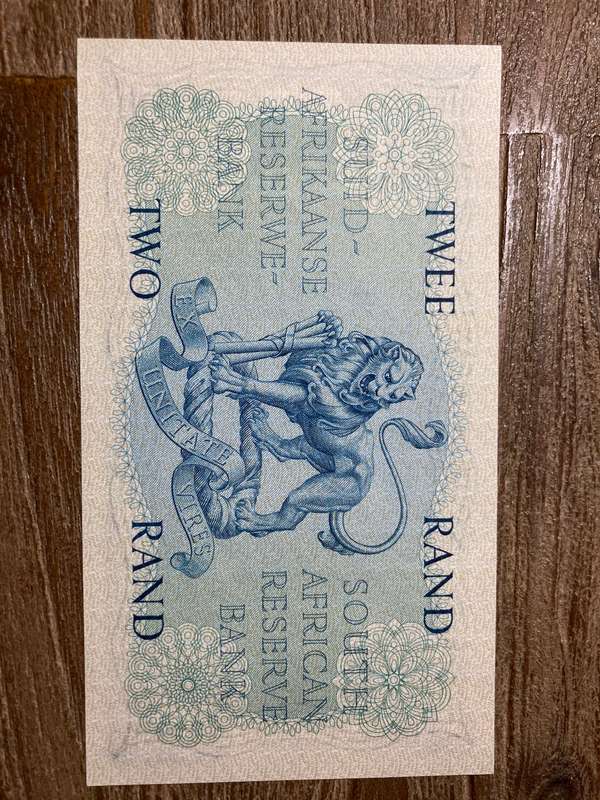 TWEE RAND
SUID-
AFRIKAANSE
RESERWE-
BANK
SOUTH
AFRICAN
RESERVE
BANK
EX
UNITATE
VIRES
TWO RAND